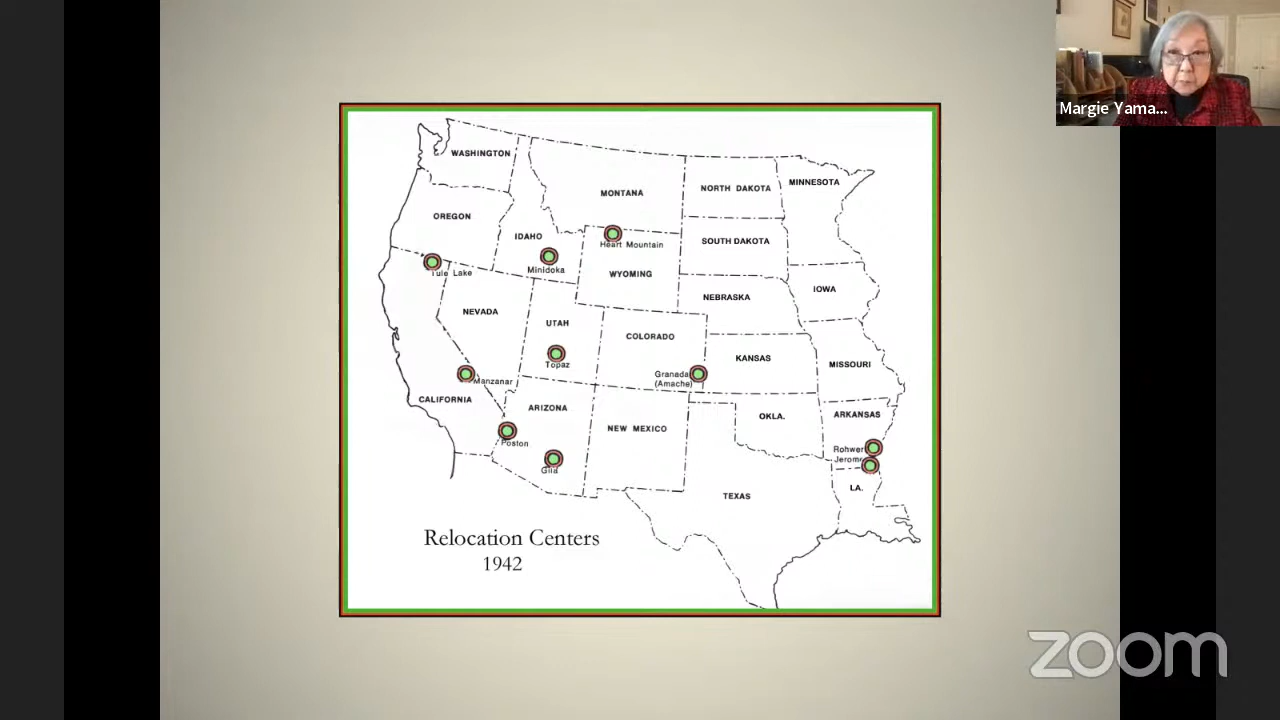 Margie Yama...
WASHINGTON
MONTANA
NORTH DAKOTA
MINNESOTA
OREGON
IDAHO
Heart Mountain
SOUTH DAKOTA
Tule Lake
Minidoka
WYOMING
IOWA
NEBRASKA
NEVADA
UTAH
COLORADO
KANSAS
MISSOURI
Topaz
Granada
(Amache)
Manzanar
CALIFORNIA
ARIZONA
NEW MEXICO
OKLA.
ARKANSAS
Poston
Gila
Rohwer
Jerome
LA.
TEXAS
Relocation Centers
1942
zoom